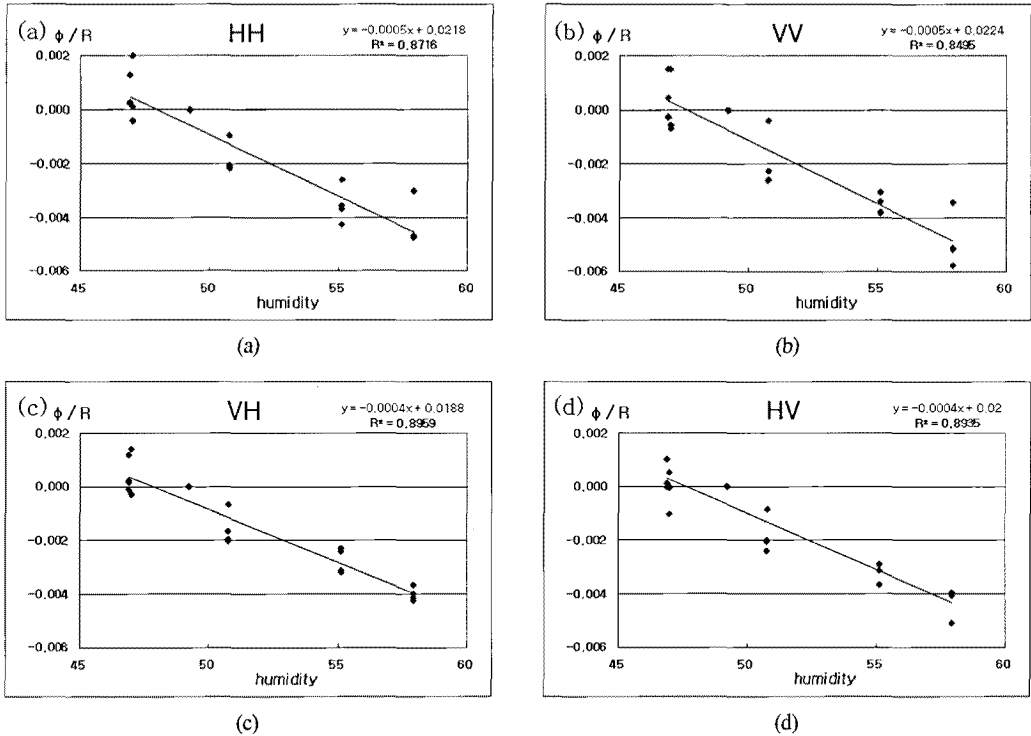 (a) ϕ/R HH y = -0.0005x + 0.0218
R² = 0.8716
0.002
0.000
-0.002
-0.004
-0.006
45 50 55 60
humidity
(a)
(b) ϕ/R VV y = -0.0005x + 0.0224
R² = 0.8495
0.002
0.000
-0.002
-0.004
-0.006
45 50 55 60
humidity
(b)
(c) ϕ/R VH y = -0.0004x + 0.0188
R² = 0.8959
0.002
0.000
-0.002
-0.004
-0.006
45 50 55 60
humidity
(c)
(d) ϕ/R HV y = -0.0004x + 0.02
R² = 0.8935
0.002
0.000
-0.002
-0.004
-0.006
45 50 55 60
humidity
(d)